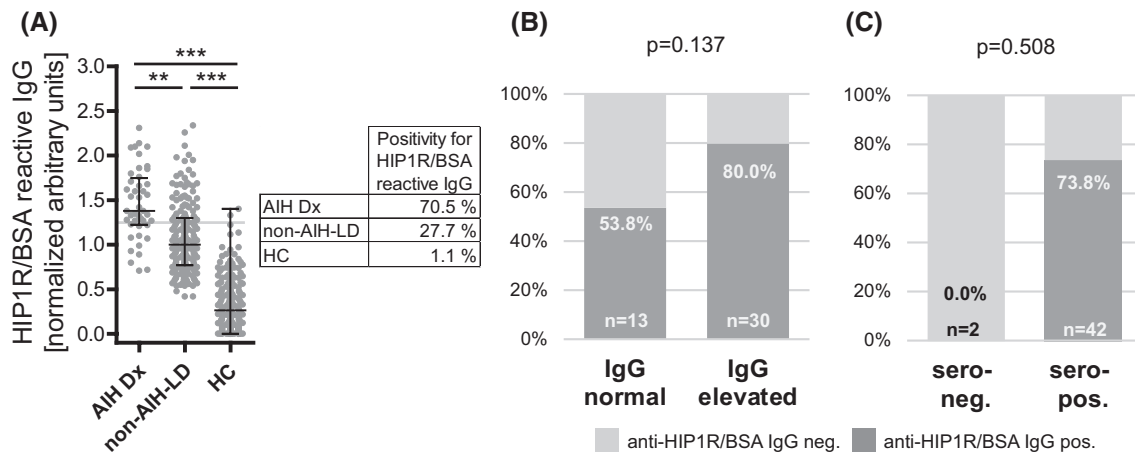 (A)
HIP1R/BSA reactive IgG
[normalized arbitrary units]
***
** ***
3.0
2.5
2.0
1.5
1.0
0.5
0.0
AIH Dx
non-AIH-LD
HC
Positivity for
HIP1R/BSA
reactive IgG
AIH Dx 70.5 %
non-AIH-LD 27.7 %
HC 1.1 %
(B)
p=0.137
100%
80%
60%
40%
20%
0%
53.8%
n=13
80.0%
n=30
IgG
normal
IgG
elevated
(C)
p=0.508
100%
80%
60%
40%
20%
0%
0.0%
n=2
73.8%
n=42
sero-
neg.
sero-
pos.
anti-HIP1R/BSA IgG neg.
anti-HIP1R/BSA IgG pos.